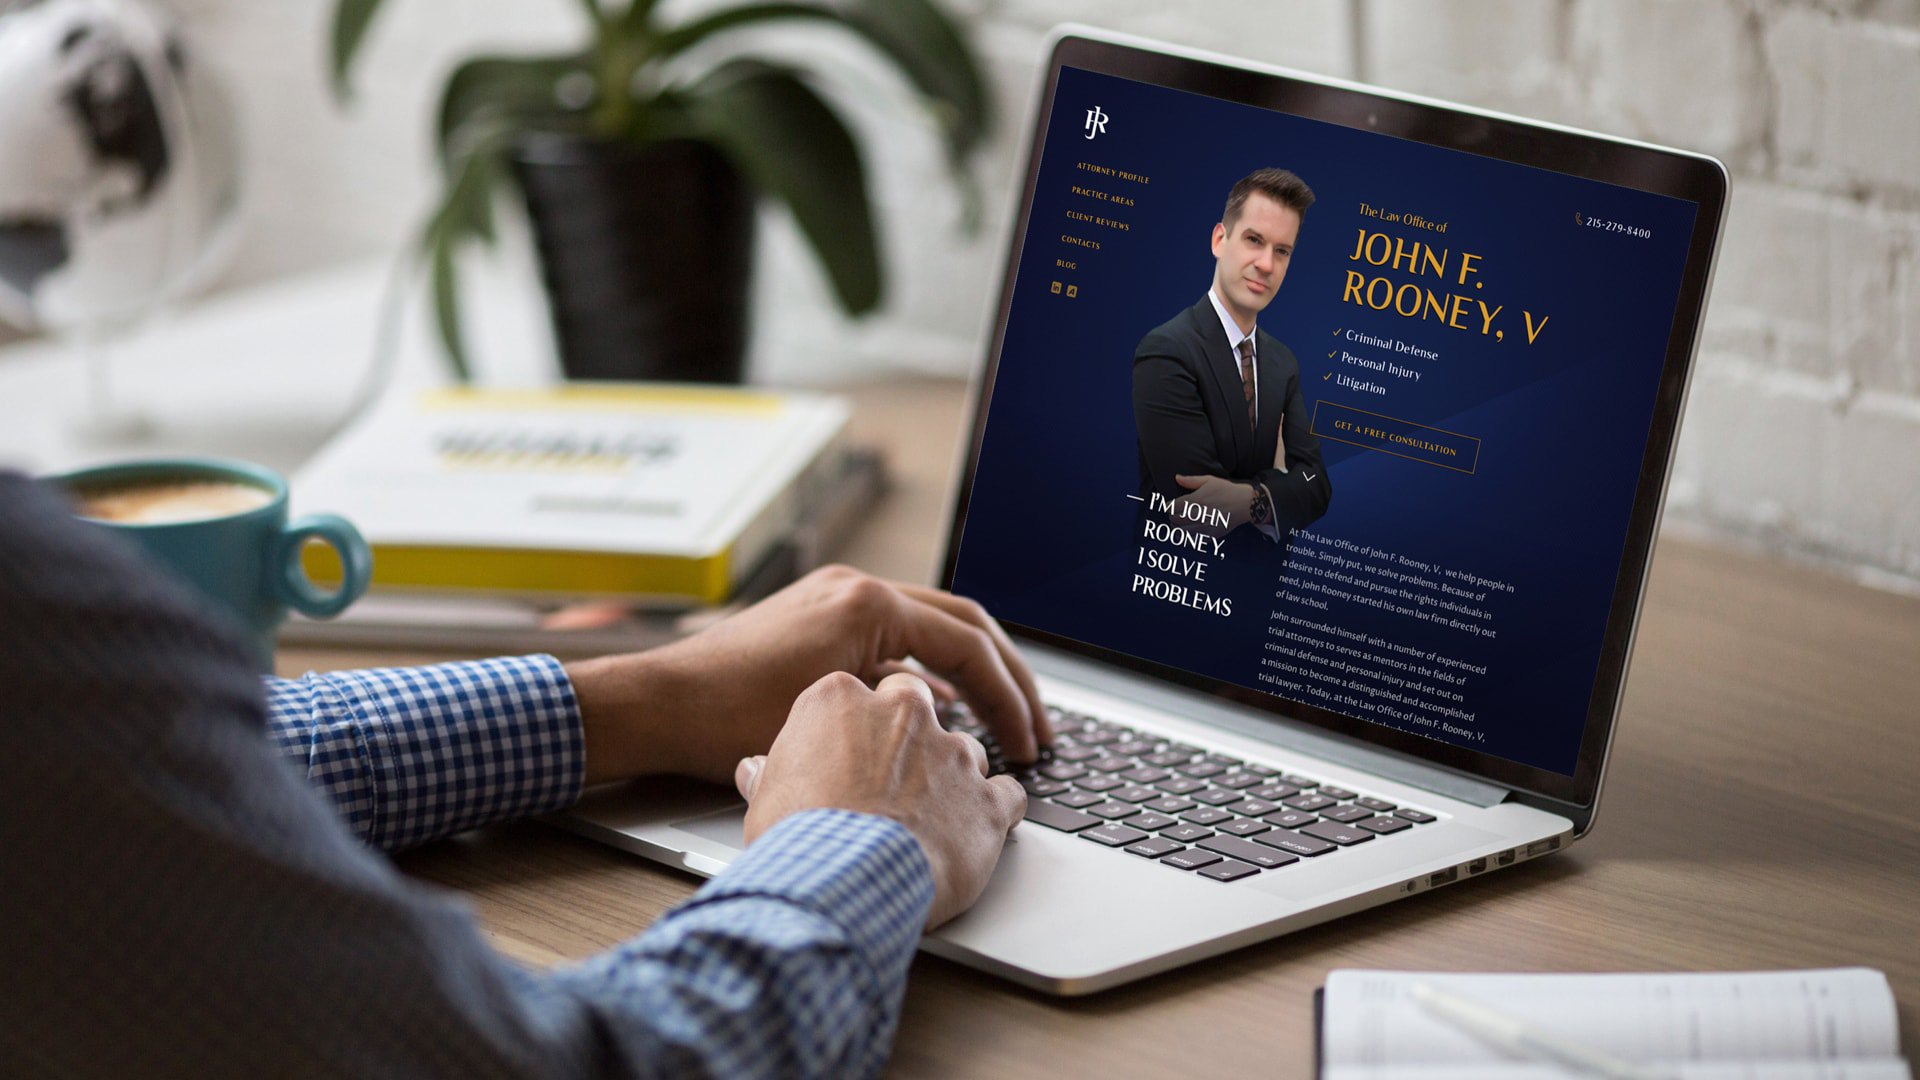 JR
ATTORNEY PROFILE
PRACTICE AREAS
CLIENT REVIEWS
CONTACTS
BLOG
in
215-279-8400
The Law Office of
JOHN F.
ROONEY, V
Criminal Defense
Personal Injury
Litigation
GET A FREE CONSULTATION
— I'M JOHN
ROONEY,
I SOLVE
PROBLEMS
At The Law Office of John F. Rooney, V, we help people in
trouble. Simply put, we solve problems. Because of
a desire to defend and pursue the rights individuals in
need, John Rooney started his own law firm directly out
of law school.
John surrounded himself with a number of experienced
trial attorneys to serves as mentors in the fields of
criminal defense and personal injury and set out on
a mission to become a distinguished and accomplished
trial lawyer. Today, at the Law Office of John F. Rooney, V,